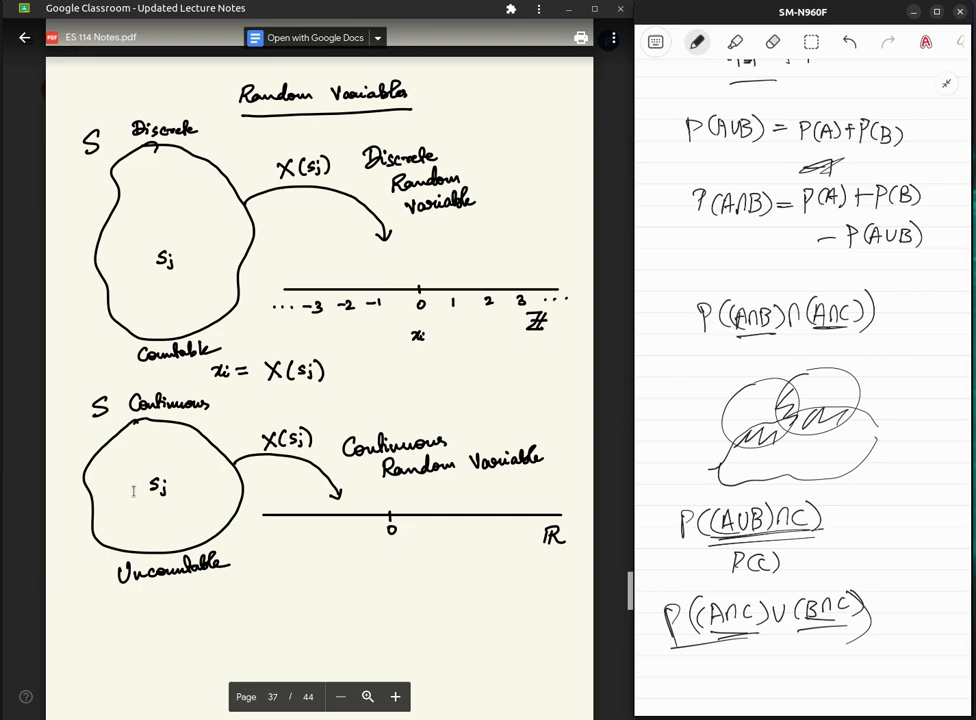 Google Classroom - Updated Lecture Notes
SM-N960F
PDF ES 114 Notes.pdf
Open with Google Docs
Random Variables
S Discrete
X(sj)
Discrete
Random
Variable
sj
... -3 -2 -1 0 1 2 3 ...
ℤ
xi
Countable
xi = X(sj)
S Continuous
X(sj)
Continuous
Random Variable
sj
0
ℝ
Uncountable
Page 37 / 44
P(A∪B) = P(A)+P(B)
P(A∩B) = P(A)+P(B)
- P(A∪B)
P((A∩B)∩(A∩C))
P((A∪B)∩C)
P(C)
P((A∩C)∪(B∩C))
A